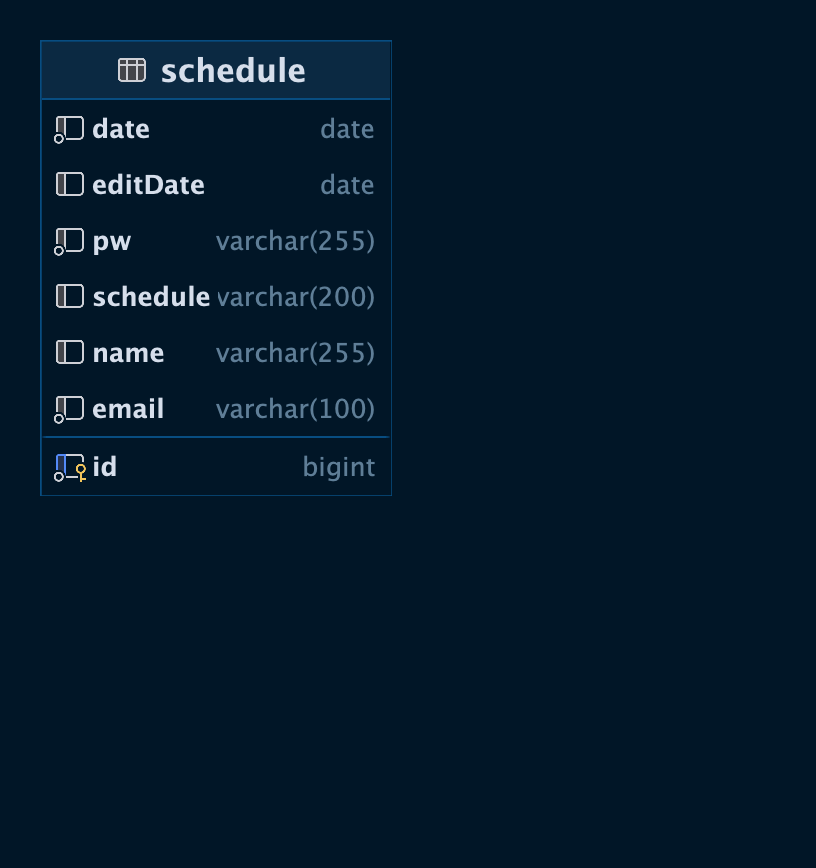 schedule
date date
editDate date
pw varchar(255)
schedule varchar(200)
name varchar(255)
email varchar(100)
id bigint